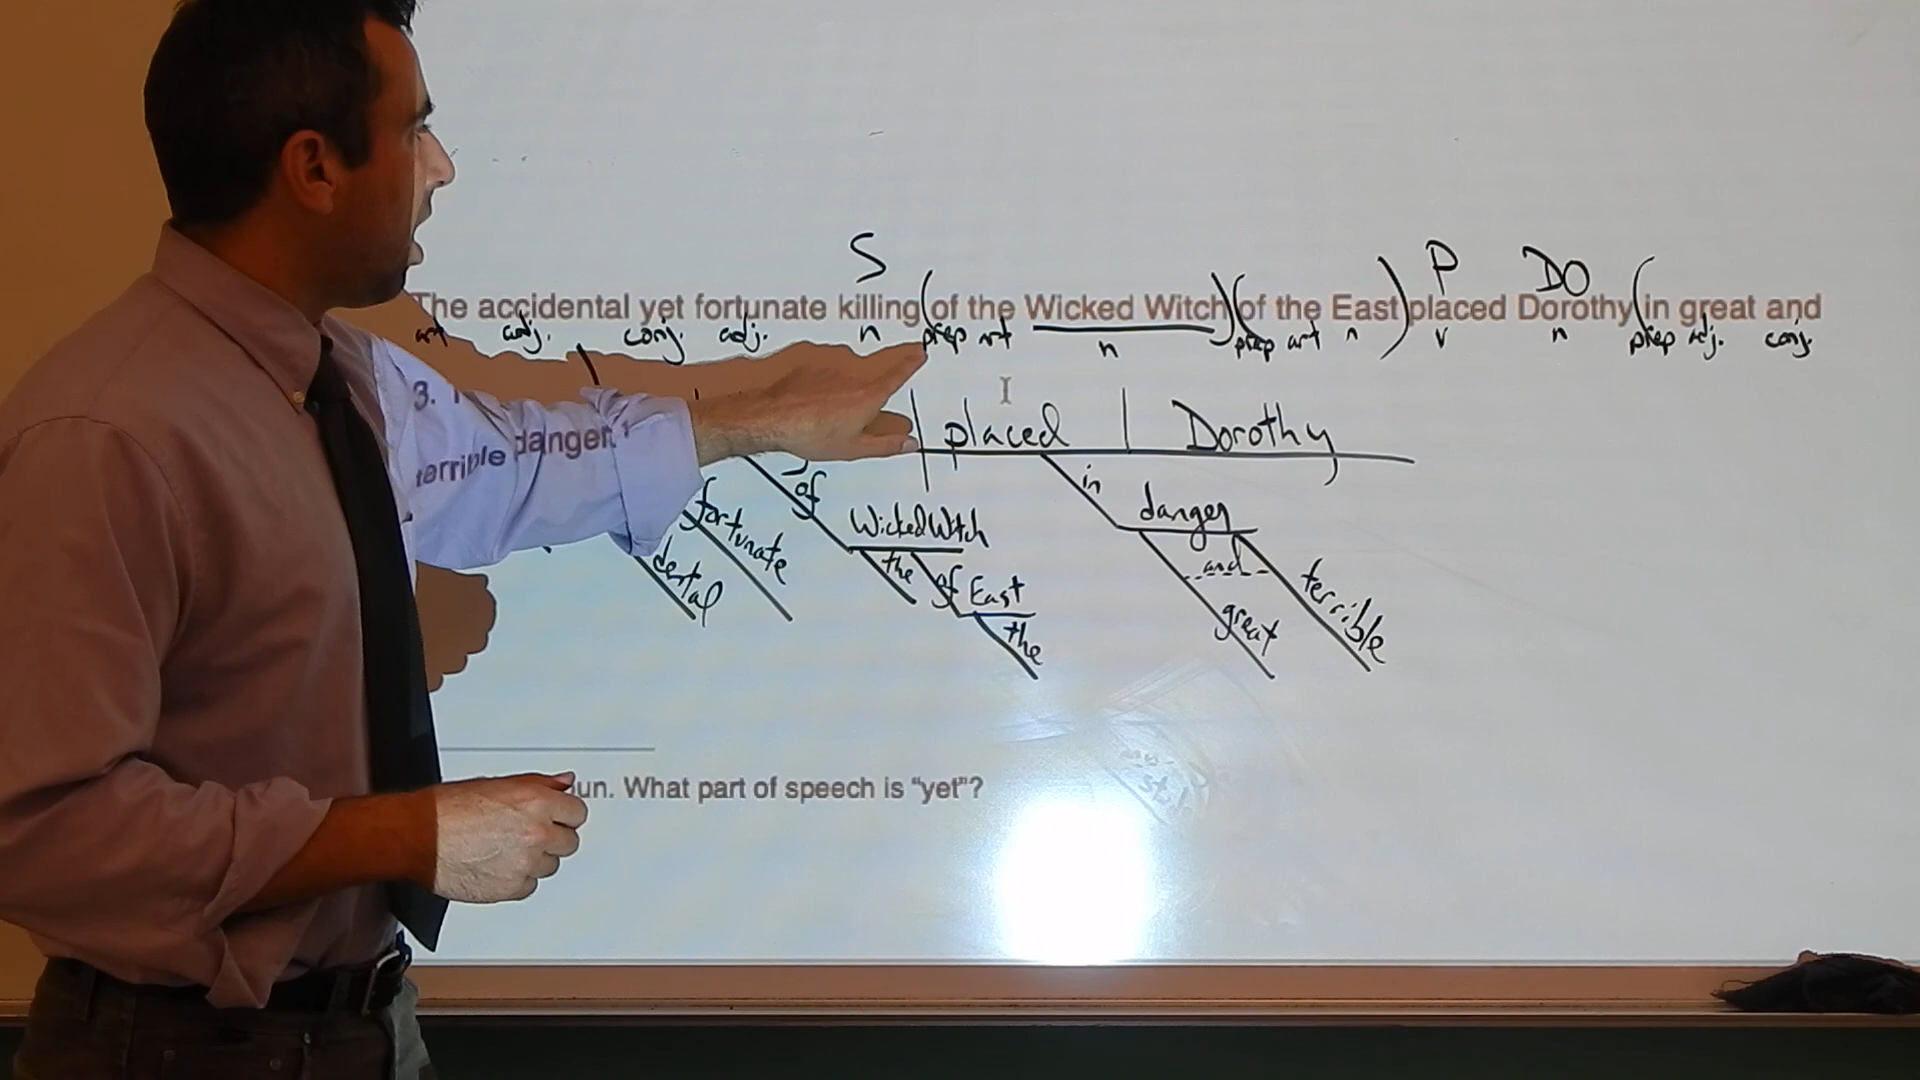 S P DO
The accidental yet fortunate killing (of the Wicked Witch)(of the East) placed Dorothy (in great and
art adj. conj. adj. n prep art n prep art n v n prep adj. conj.
3.
terrible danger.
placed Dorothy
of in
fortunate Wicked Witch danger
dental the of East and terrible
the great
un. What part of speech is “yet”?